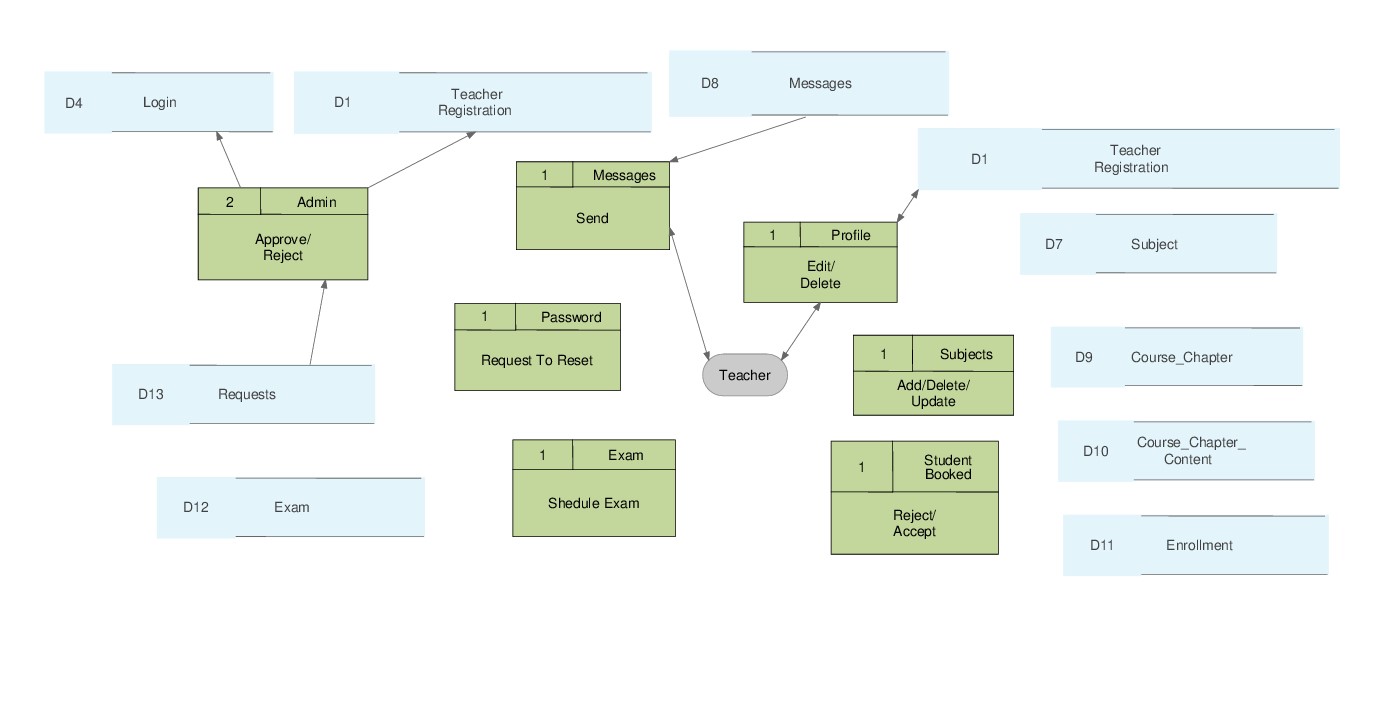 D4
Login
D1
Teacher
Registration
D8
Messages
D1
Teacher
Registration
1
Messages
Send
2
Admin
Approve/
Reject
1
Profile
Edit/
Delete
D7
Subject
1
Password
Request To Reset
Teacher
1
Subjects
Add/Delete/
Update
D9
Course_Chapter
D13
Requests
1
Exam
Shedule Exam
1
Student
Booked
Reject/
Accept
D10
Course_Chapter_
Content
D12
Exam
D11
Enrollment